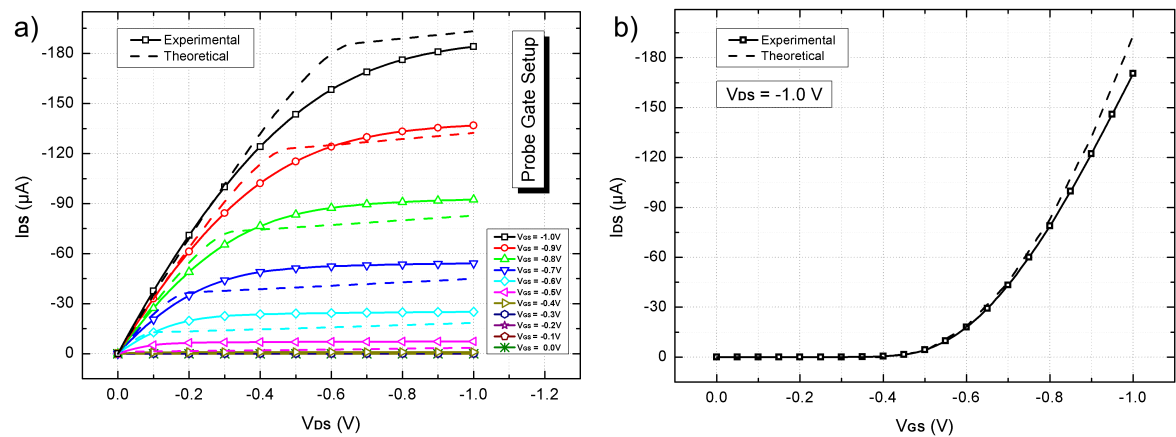 a)
Experimental
Theoretical
Probe Gate Setup
IDS (µA)
-180
-150
-120
-90
-60
-30
0
VGS = -1.0V
VGS = -0.9V
VGS = -0.8V
VGS = -0.7V
VGS = -0.6V
VGS = -0.5V
VGS = -0.4V
VGS = -0.3V
VGS = -0.2V
VGS = -0.1V
VGS = 0.0V
0.0 -0.2 -0.4 -0.6 -0.8 -1.0 -1.2
VDS (V)
b)
Experimental
Theoretical
VDS = -1.0 V
IDS (µA)
-180
-150
-120
-90
-60
-30
0
0.0 -0.2 -0.4 -0.6 -0.8 -1.0
VGS (V)